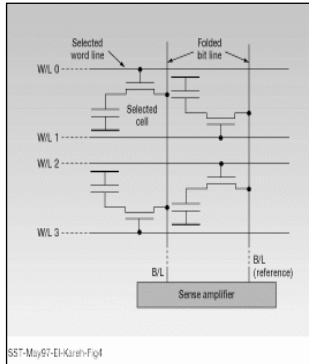 Selected
word line
Folded
bit line
W/L 0
Selected
cell
W/L 1
W/L 2
W/L 3
B/L
B/L
(reference)
Sense amplifier
SST-May97-El-Kareh-Fig4